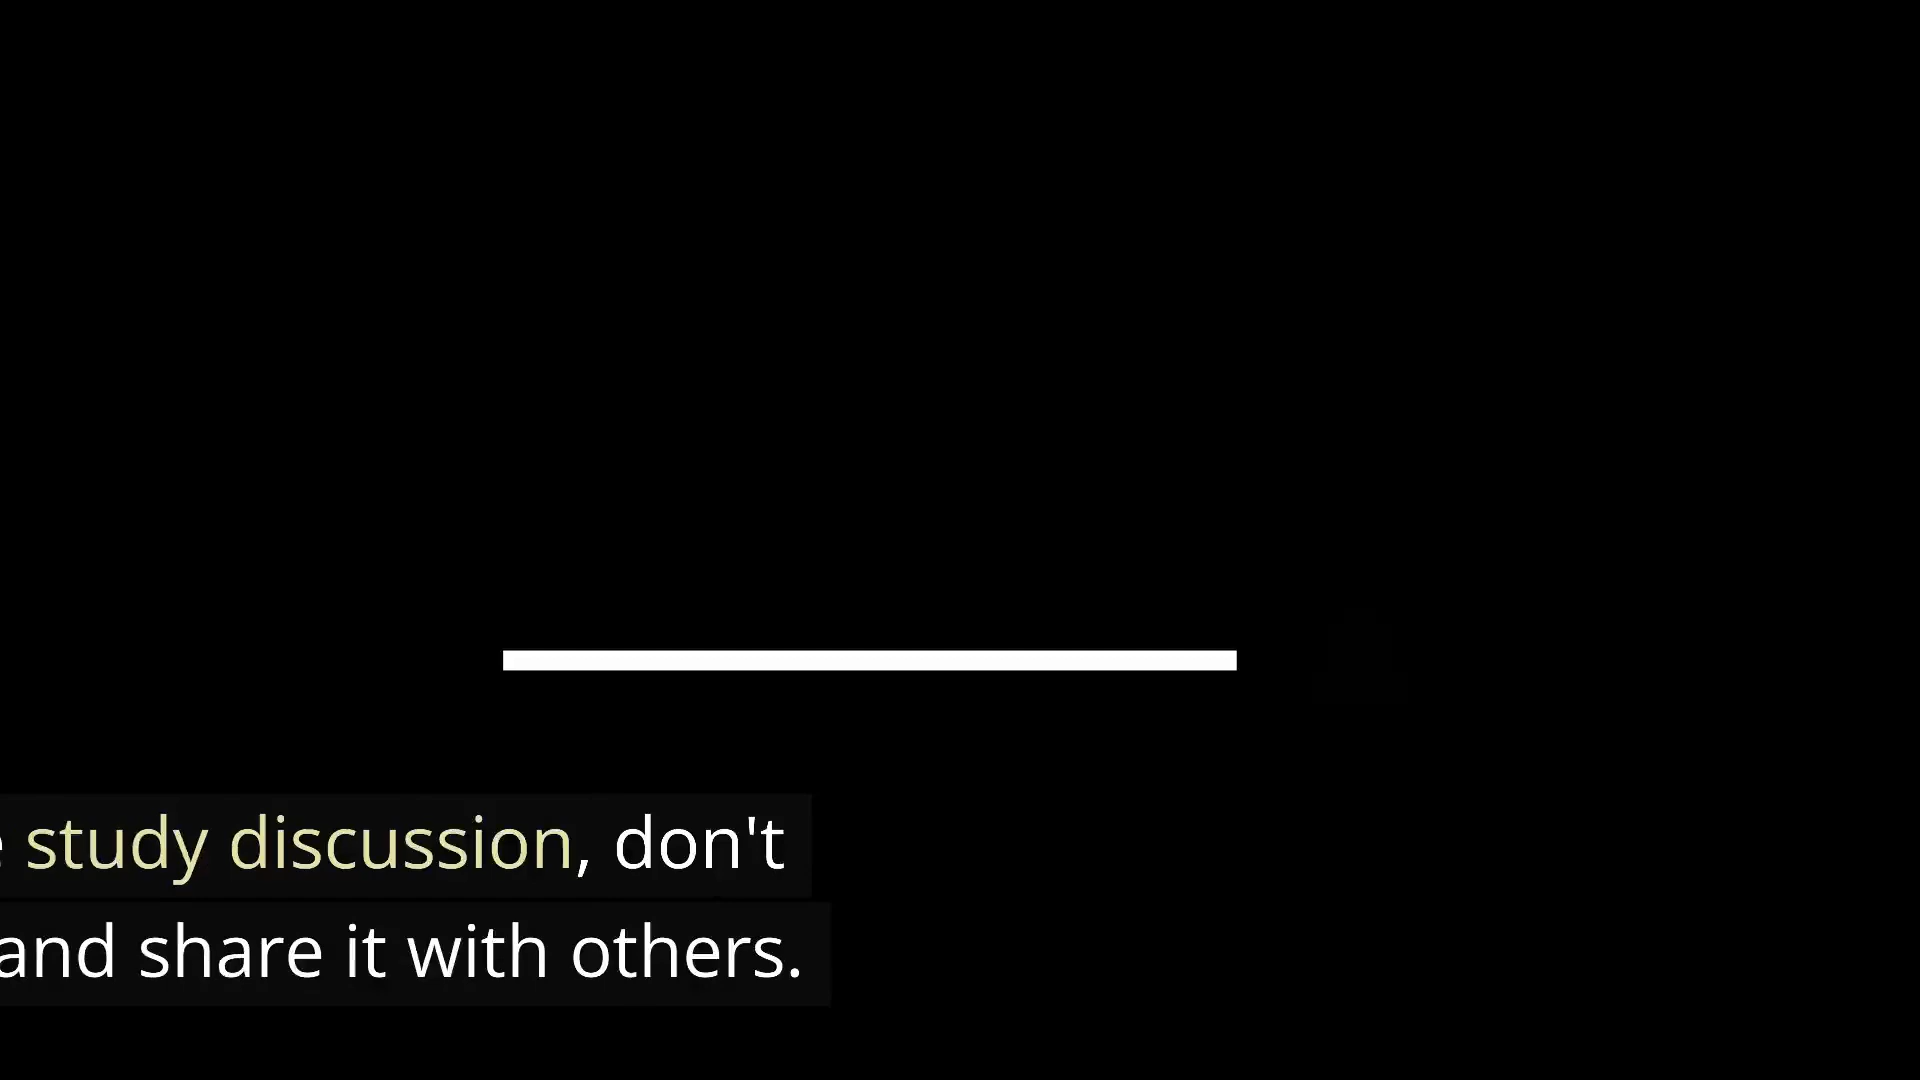 study discussion, don't
and share it with others.